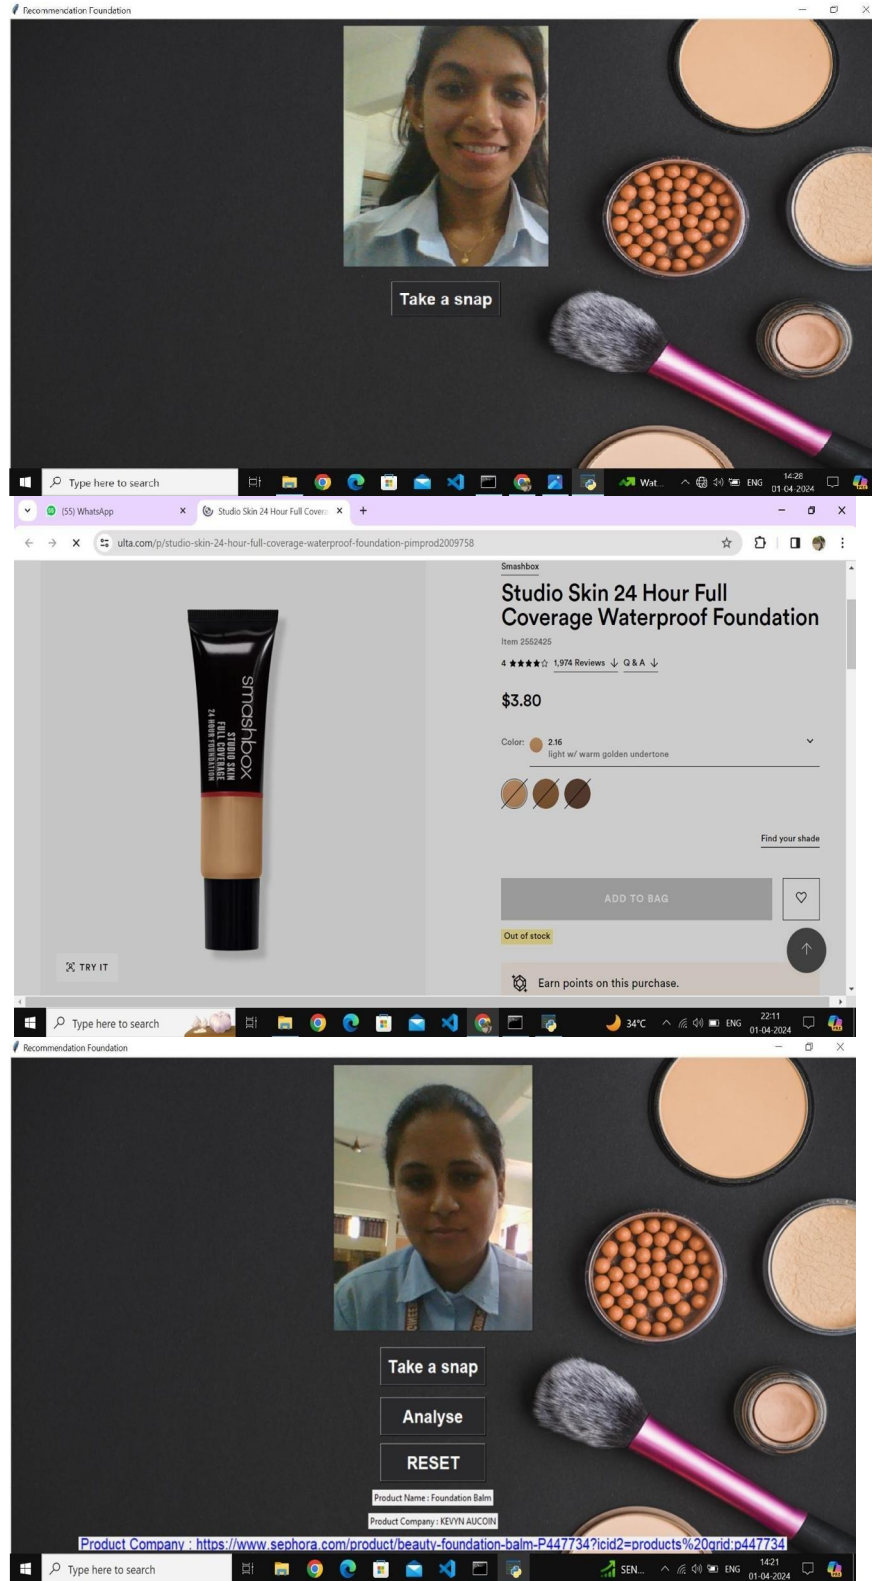 Recommendation Foundation
Take a snap
Type here to search
Wat...
ENG
14:28
01-04-2024
(55) WhatsApp
Studio Skin 24 Hour Full Cover
ulta.com/p/studio-skin-24-hour-full-coverage-waterproof-foundation-pimprod2009758
Smashbox
Studio Skin 24 Hour Full
Coverage Waterproof Foundation
Item 2552425
4 ★★★★☆ 1,974 Reviews ↓ Q & A ↓
$3.80
Color: 2.16
light w/ warm golden undertone
Find your shade
ADD TO BAG
Out of stock
Earn points on this purchase.
smashbox
STUDIO SKIN
FULL COVERAGE
24 HOUR FOUNDATION
TRY IT
Type here to search
34°C
ENG
22:11
01-04-2024
Recommendation Foundation
Take a snap
Analyse
RESET
Product Name : Foundation Balm
Product Company : KEVYN AUCOIN
Product Company : https://www.sephora.com/product/beauty-foundation-balm-P447734?icid2=products%20grid:p447734
Type here to search
SEN...
ENG
14:21
01-04-2024